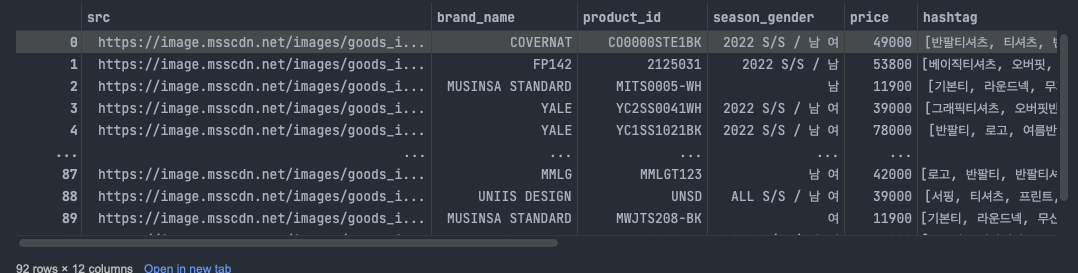 src brand_name product_id season_gender price hashtag
0 https://image.msscdn.net/images/goods_i... COVERNAT CO0000STE1BK 2022 S/S / 남 여 49000 [반팔티셔츠, 티셔츠,
1 https://image.msscdn.net/images/goods_i... FP142 2125031 2022 S/S / 남 53800 [베이직티셔츠, 오버핏,
2 https://image.msscdn.net/images/goods_i... MUSINSA STANDARD MITS0005-WH 남 11900 [기본티, 라운드넥,
3 https://image.msscdn.net/images/goods_i... YALE YC2SS0041WH 2022 S/S / 남 여 39000 [그래픽티셔츠, 오버핏반
4 https://image.msscdn.net/images/goods_i... YALE YC1SS1021BK 2022 S/S / 남 여 78000 [반팔티, 로고, 여름반
... ... ... ... ... ...
87 https://image.msscdn.net/images/goods_i... MMLG MMLGT123 남 여 42000 [로고, 반팔티, 반팔티셔
88 https://image.msscdn.net/images/goods_i... UNIIS DESIGN UNSD ALL S/S / 남 여 39000 [서핑, 티셔츠, 프린트,
89 https://image.msscdn.net/images/goods_i... MUSINSA STANDARD MWJTS208-BK 여 11900 [기본티, 라운드넥, 무신
92 rows × 12 columns Open in new tab